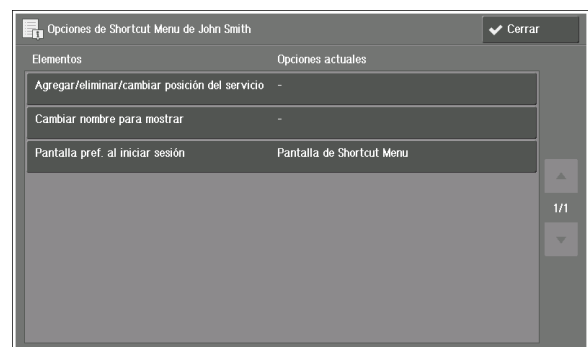 Opciones de Shortcut Menu de John Smith
Cerrar
Elementos Opciones actuales
Agregar/eliminar/cambiar posición del servicio -
Cambiar nombre para mostrar -
Pantalla pref. al iniciar sesión Pantalla de Shortcut Menu
1/1